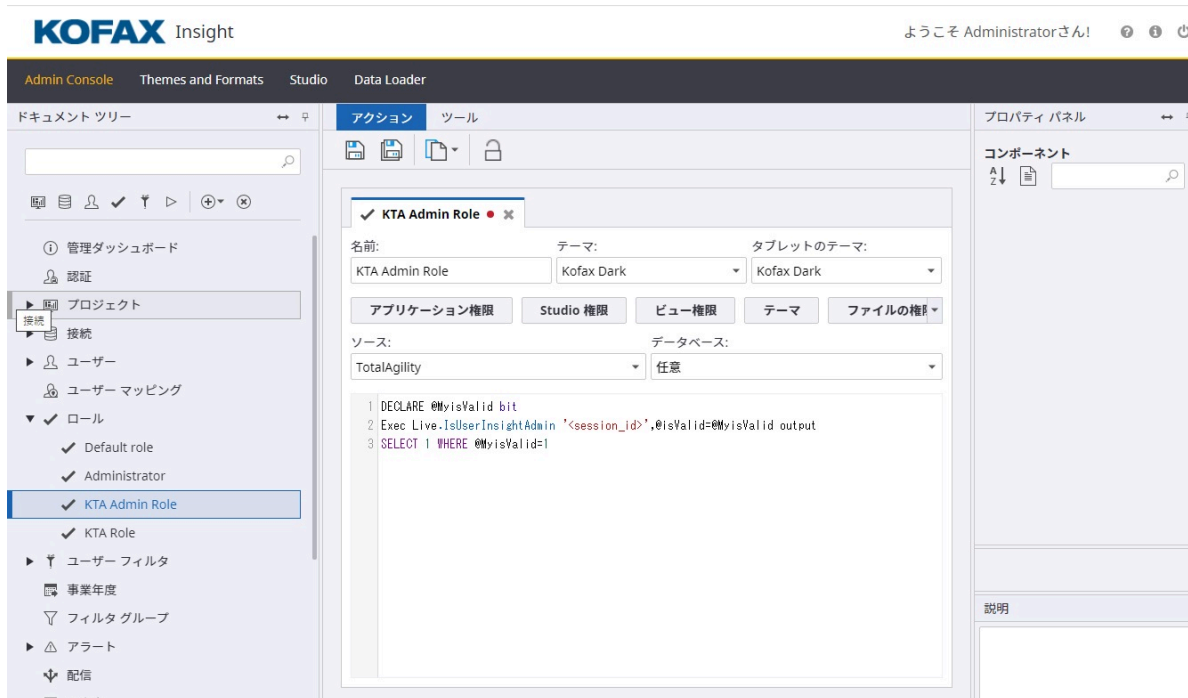 KOFAX Insight
ようこそ Administratorさん!
Admin Console Themes and Formats Studio Data Loader
ドキュメント ツリー
管理ダッシュボード
認証
プロジェクト
接続
接続
ユーザー
ユーザー マッピング
ロール
Default role
Administrator
KTA Admin Role
KTA Role
ユーザー フィルタ
事業年度
フィルタ グループ
アラート
配信
アクション ツール
KTA Admin Role
名前: テーマ: タブレットのテーマ:
KTA Admin Role Kofax Dark Kofax Dark
アプリケーション権限 Studio 権限 ビュー権限 テーマ ファイルの権
ソース: データベース:
TotalAgility 任意
1 DECLARE @MyisValid bit
2 Exec Live.IsUserInsightAdmin '<session_id>',@isValid=@MyisValid output
3 SELECT 1 WHERE @MyisValid=1
プロパティ パネル
コンポーネント
説明